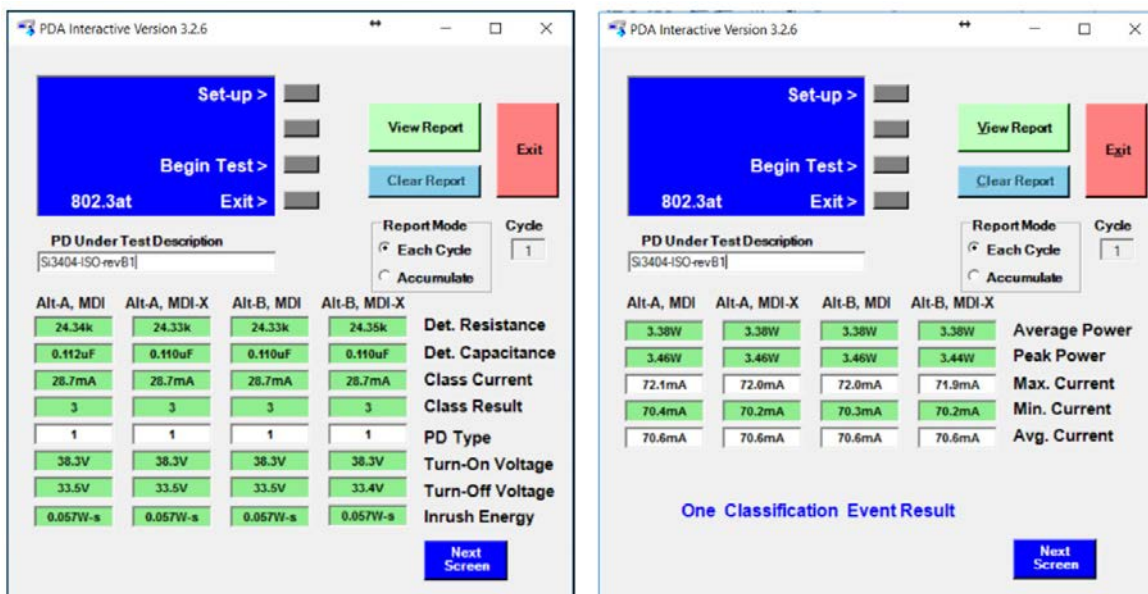 PDA Interactive Version 3.2.6
Set-up >
Begin Test >
802.3at Exit >
View Report
Clear Report
Exit
PD Under Test Description
Si3404-ISO-revB1
Report Mode
Each Cycle
Accumulate
Cycle
1
Alt-A, MDI Alt-A, MDI-X Alt-B, MDI Alt-B, MDI-X
24.34k 24.33k 24.33k 24.35k Det. Resistance
0.112uF 0.110uF 0.110uF 0.110uF Det. Capacitance
28.7mA 28.7mA 28.7mA 28.7mA Class Current
3 3 3 3 Class Result
1 1 1 1 PD Type
38.3V 38.3V 38.3V 38.3V Turn-On Voltage
33.5V 33.5V 33.5V 33.4V Turn-Off Voltage
0.057W-s 0.057W-s 0.057W-s 0.057W-s Inrush Energy
Next
Screen
PDA Interactive Version 3.2.6
Set-up >
Begin Test >
802.3at Exit >
View Report
Clear Report
Exit
PD Under Test Description
Si3404-ISO-revB1
Report Mode
Each Cycle
Accumulate
Cycle
1
Alt-A, MDI Alt-A, MDI-X Alt-B, MDI Alt-B, MDI-X
3.38W 3.38W 3.38W 3.38W Average Power
3.46W 3.46W 3.46W 3.44W Peak Power
72.1mA 72.0mA 72.0mA 71.9mA Max. Current
70.4mA 70.2mA 70.3mA 70.2mA Min. Current
70.6mA 70.6mA 70.6mA 70.6mA Avg. Current
One Classification Event Result
Next
Screen